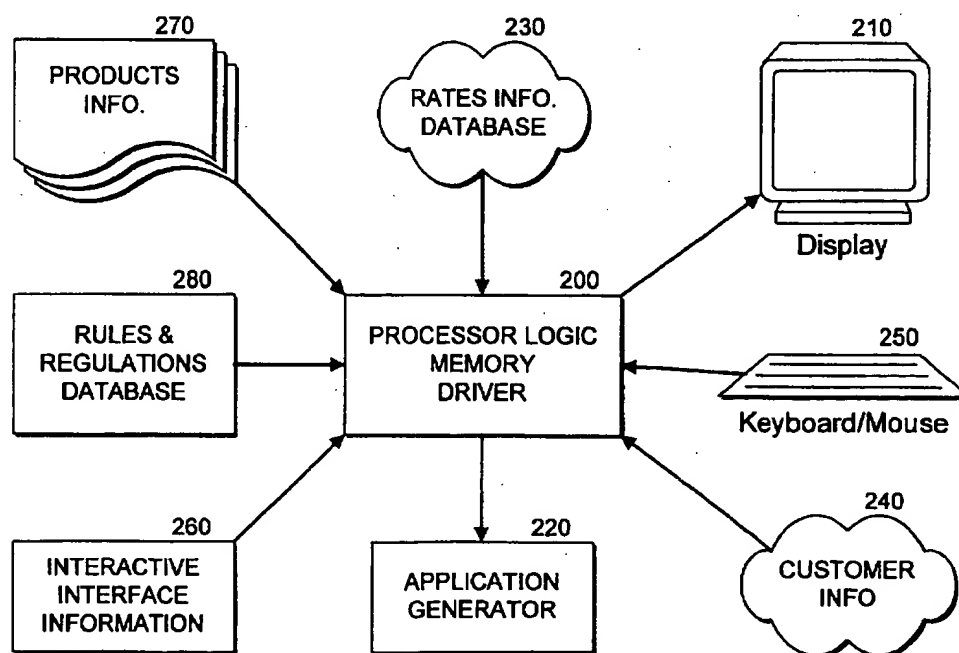 270
PRODUCTS
INFO.
230
RATES INFO.
DATABASE
210
Display
280
RULES &
REGULATIONS
DATABASE
200
PROCESSOR LOGIC
MEMORY
DRIVER
250
Keyboard/Mouse
260
INTERACTIVE
INTERFACE
INFORMATION
220
APPLICATION
GENERATOR
240
CUSTOMER
INFO